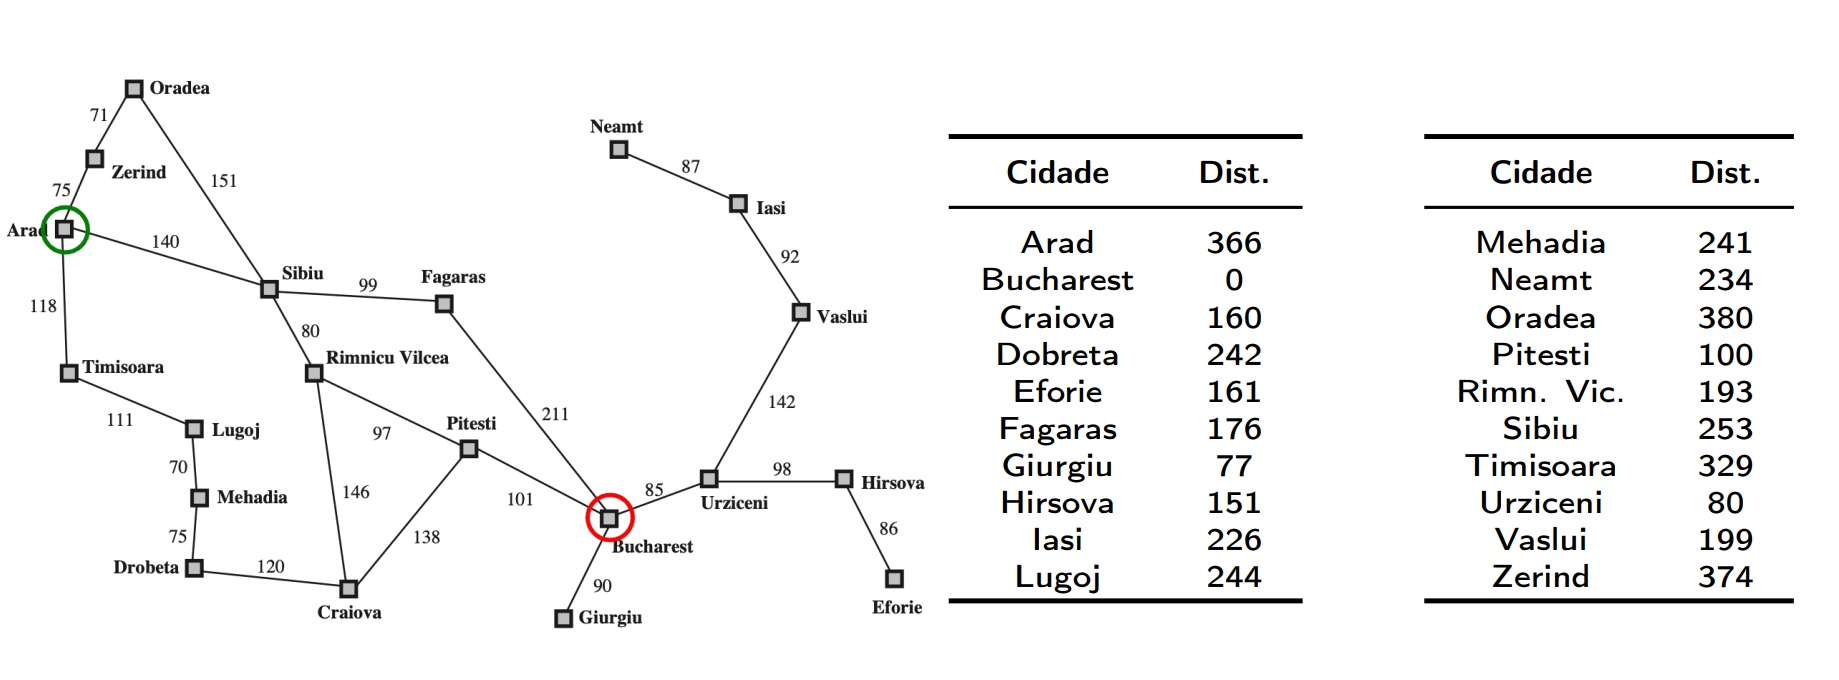 Oradea
71
Neamt
87
Zerind
151
75
Iasi
Arad
140
92
Sibiu
Fagaras
99
118
80
Vaslui
Timisoara
Rimnicu Vilcea
142
111
211
Lugoj
Pitesti
97
70
98
Mehadia
146
85
Hirsova
101
Urziceni
75
138
86
Bucharest
Drobeta
120
90
Craiova
Giurgiu
Eforie
Cidade Dist.
Arad 366
Bucharest 0
Craiova 160
Dobreta 242
Eforie 161
Fagaras 176
Giurgiu 77
Hirsova 151
Iasi 226
Lugoj 244
Cidade Dist.
Mehadia 241
Neamt 234
Oradea 380
Pitesti 100
Rimn. Vic. 193
Sibiu 253
Timisoara 329
Urziceni 80
Vaslui 199
Zerind 374